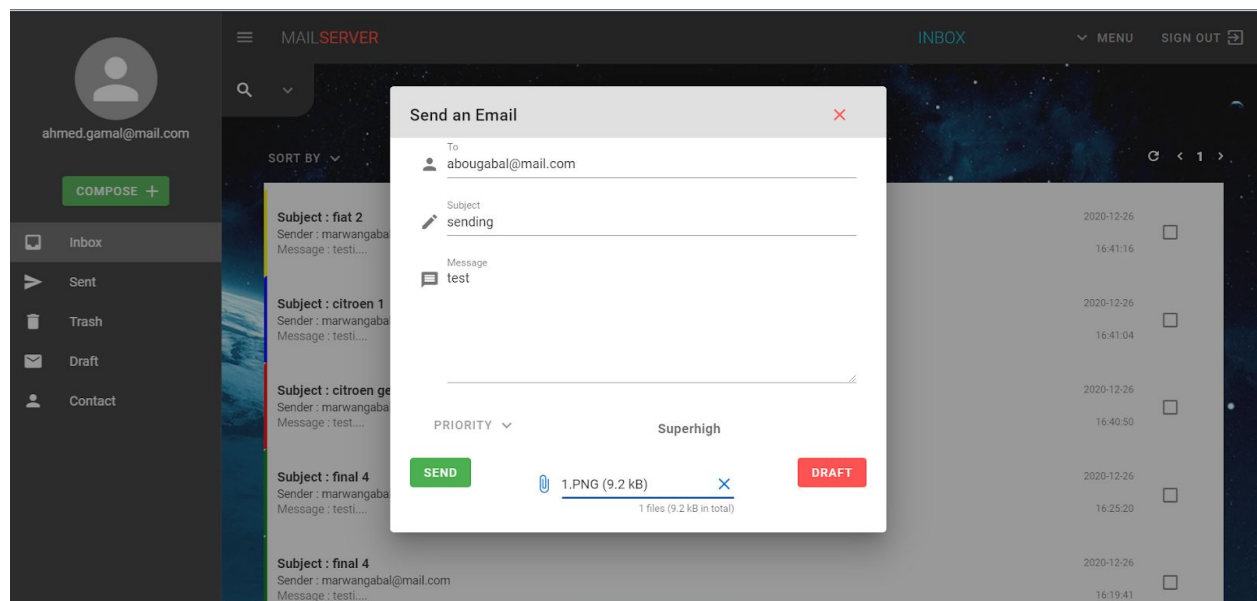 MAILSERVER
INBOX
MENU
SIGN OUT
ahmed.gamal@mail.com
COMPOSE +
Inbox
Sent
Trash
Draft
Contact
SORT BY
< 1 >
Subject : fiat 2
Sender : marwangaba
Message : testi....
2020-12-26
16:41:16
Subject : citroen 1
Sender : marwangaba
Message : testi....
2020-12-26
16:41:04
Subject : citroen ge
Sender : marwangaba
Message : test....
2020-12-26
16:40:50
Subject : final 4
Sender : marwangaba
Message : testi....
2020-12-26
16:25:20
Subject : final 4
Sender : marwangabal@mail.com
Message : testi....
2020-12-26
16:19:41
Send an Email
To
abougabal@mail.com
Subject
sending
Message
test
PRIORITY
Superhigh
SEND
1.PNG (9.2 kB)
1 files (9.2 kB in total)
DRAFT